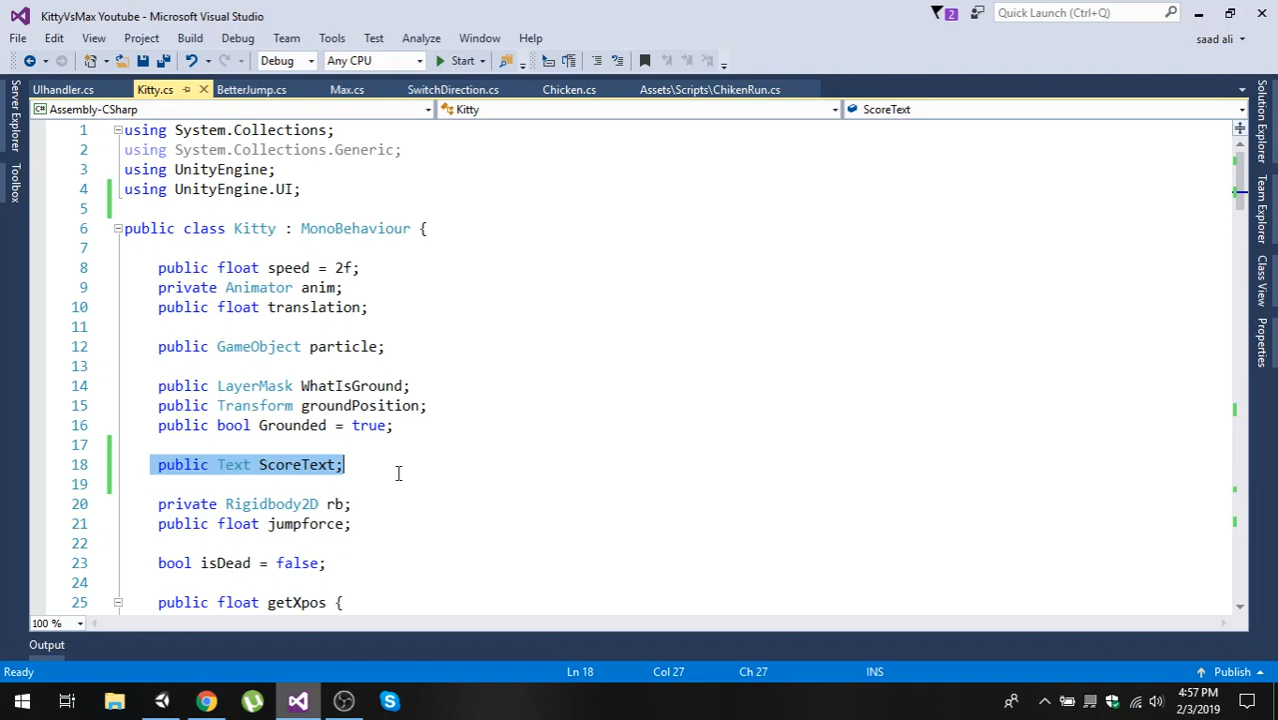 KittyVsMax Youtube - Microsoft Visual Studio
2
Quick Launch (Ctrl+Q)
File Edit View Project Build Debug Team Tools Test Analyze Window Help
saad ali
Debug Any CPU Start
UIhandler.cs Kitty.cs BetterJump.cs Max.cs SwitchDirection.cs Chicken.cs Assets\Scripts\ChikenRun.cs
Assembly-CSharp Kitty ScoreText
Server Explorer
Toolbox
Solution Explorer
Team Explorer
Class View
Properties
1 using System.Collections;
2 using System.Collections.Generic;
3 using UnityEngine;
4 using UnityEngine.UI;
5
6 public class Kitty : MonoBehaviour {
7
8 public float speed = 2f;
9 private Animator anim;
10 public float translation;
11
12 public GameObject particle;
13
14 public LayerMask WhatIsGround;
15 public Transform groundPosition;
16 public bool Grounded = true;
17
18 public Text ScoreText;
19
20 private Rigidbody2D rb;
21 public float jumpforce;
22
23 bool isDead = false;
24
25 public float getXpos {
100 %
Output
Ready Ln 18 Col 27 Ch 27 INS Publish
4:57 PM
2/3/2019